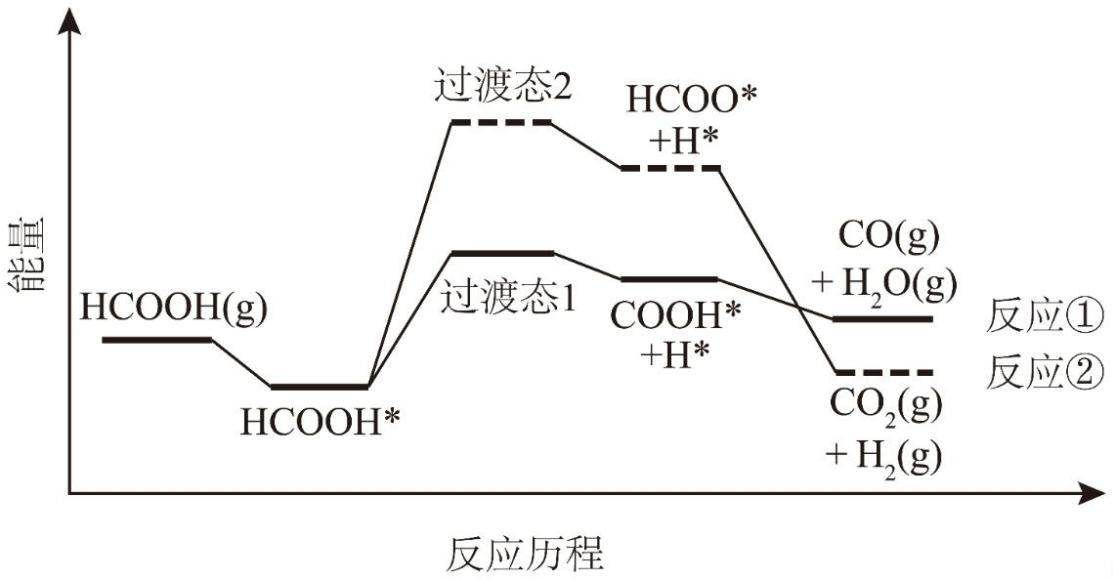 能量
过渡态2
HCOO*
+H*
CO(g)
+ H₂O(g)
HCOOH(g)
过渡态1
COOH*
+H*
反应①
反应②
HCOOH*
CO₂(g)
+ H₂(g)
反应历程